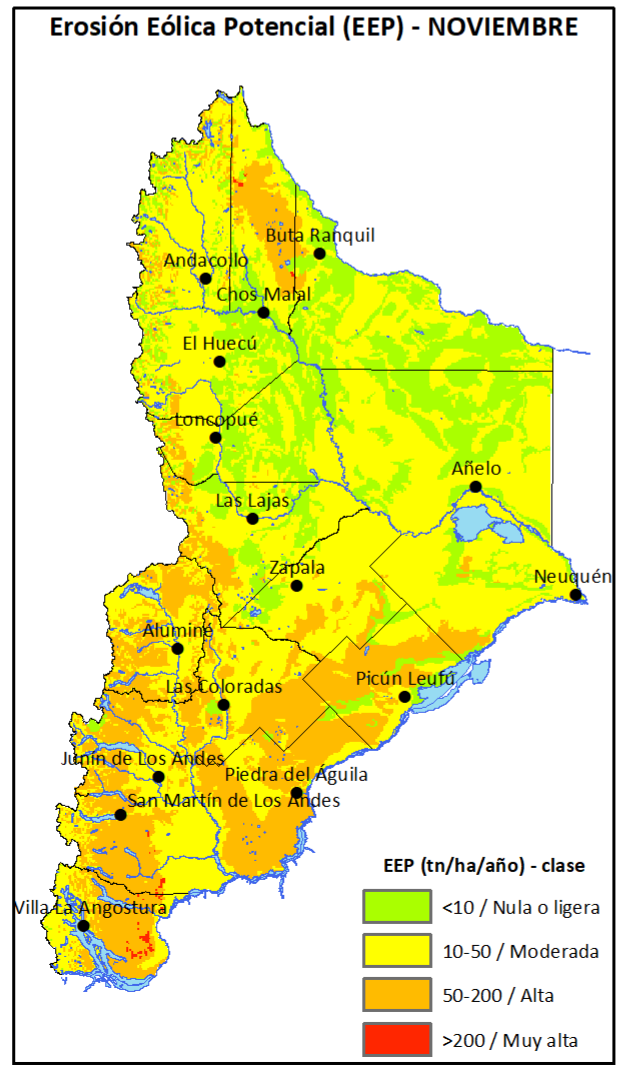 Erosión Eólica Potencial (EEP) - NOVIEMBRE
Buta Ranquil
Andacollo
Chos Malal
El Huecú
Loncopué
Añelo
Las Lajas
Zapala
Neuquén
Aluminé
Picún Leufú
Las Coloradas
Junín de Los Andes
Piedra del Águila
San Martín de Los Andes
Villa La Angostura
EEP (tn/ha/año) - clase
<10 / Nula o ligera
10-50 / Moderada
50-200 / Alta
>200 / Muy alta